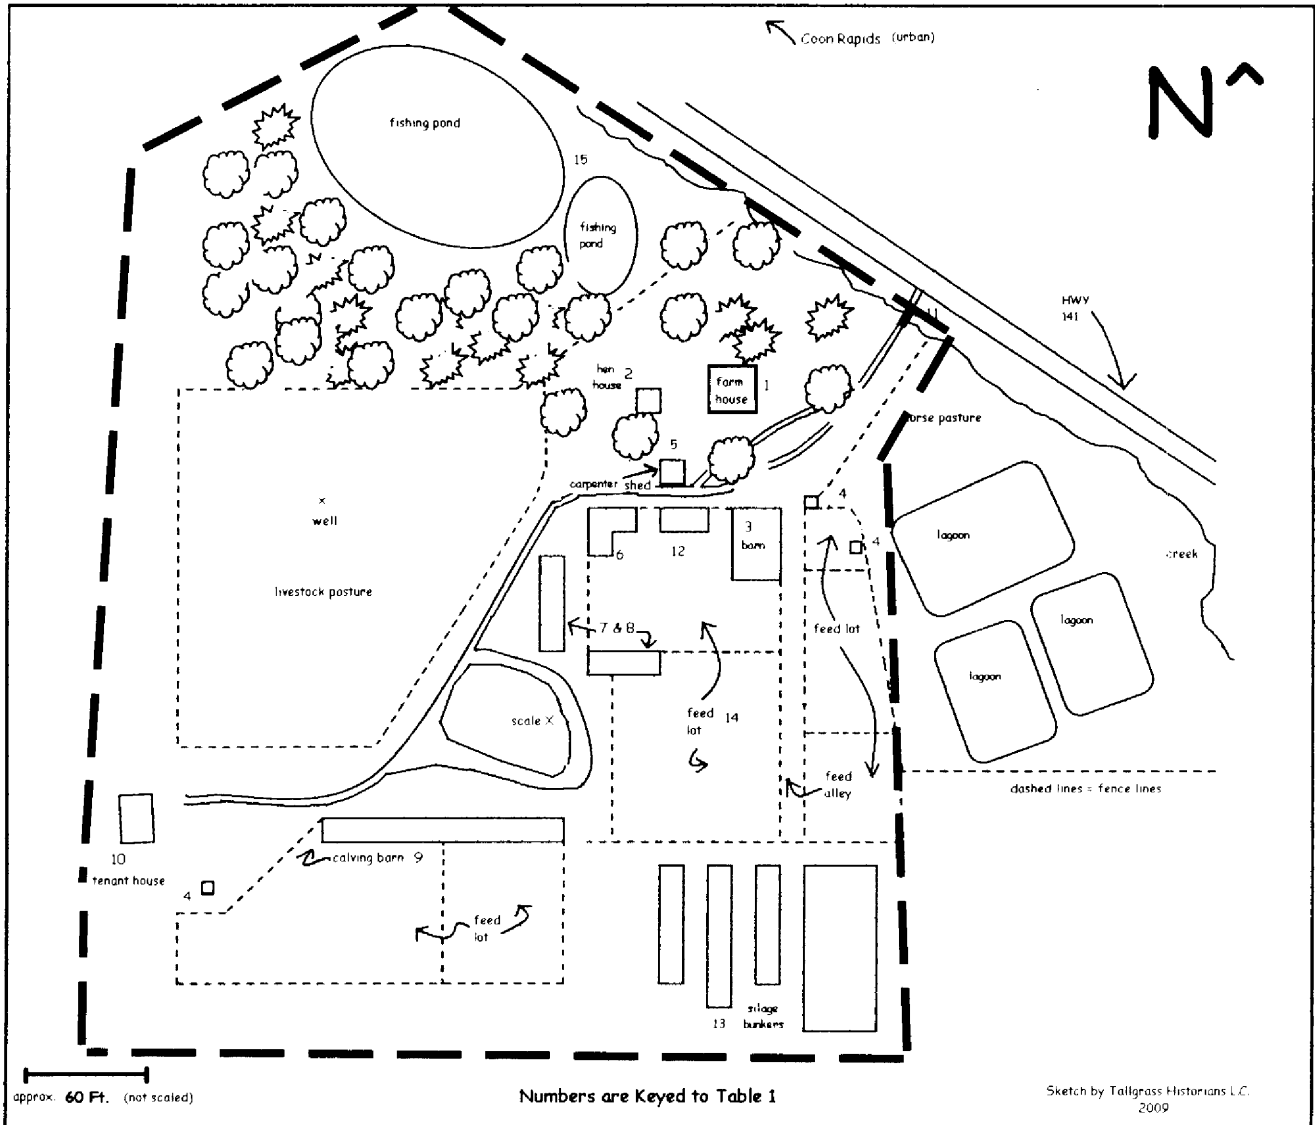 Coon Rapids (urban)
N^
fishing pond
15
fishing
pond
HWY
141
11
hen
house 2
farm
house
1
horse pasture
5
carpenter shed
4
x
well
3
barn
12
6
4
lagoon
creek
livestock pasture
7 & 8
feed lot
lagoon
lagoon
scale X
feed
lot
14
feed
alley
dashed lines = fence lines
10
tenant house
calving barn 9
4
feed
lot
silage
bunkers
13
approx. 60 Ft. (not scaled)
Numbers are Keyed to Table 1
Sketch by Tallgrass Historians L.C.
2009